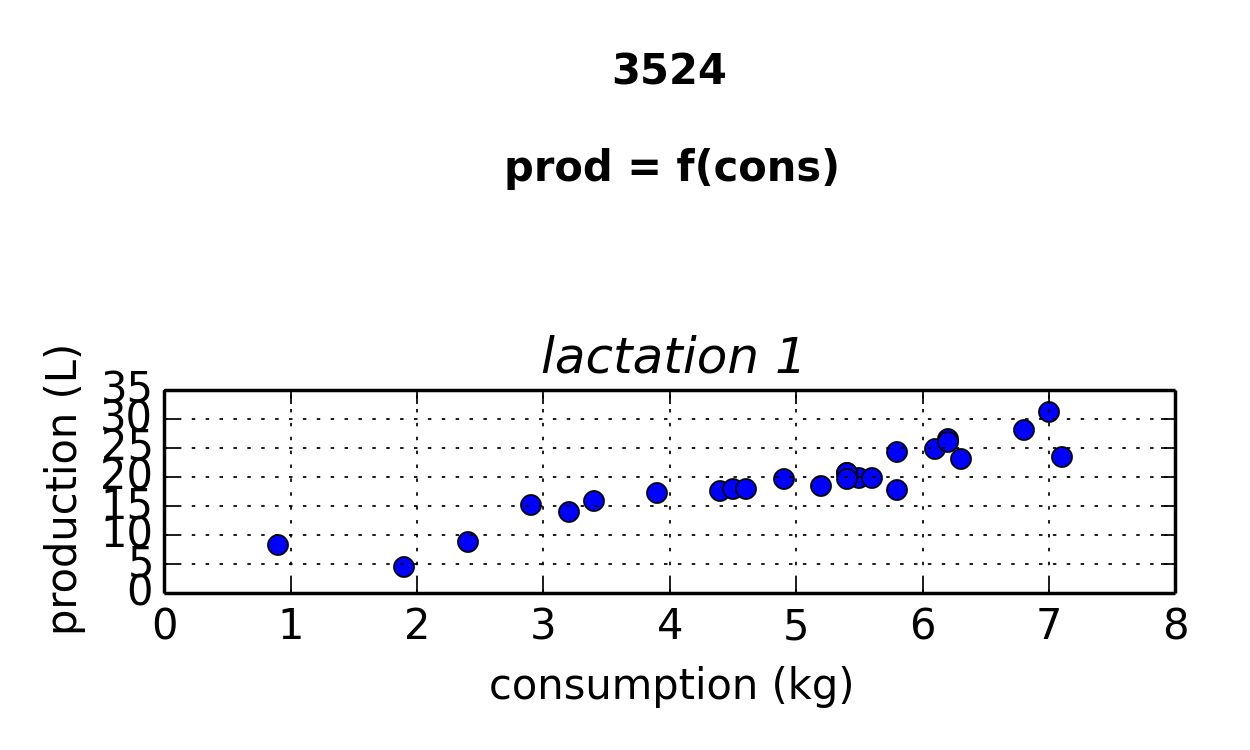 3524
prod = f(cons)
lactation 1
production (L)
35
30
25
20
15
10
5
0
0 1 2 3 4 5 6 7 8
consumption (kg)